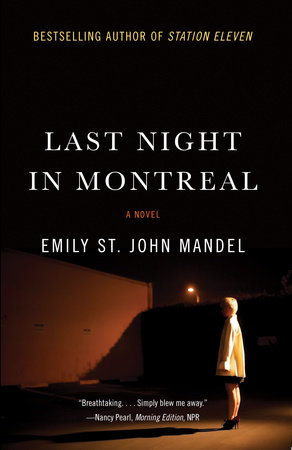 BESTSELLING AUTHOR OF STATION ELEVEN
LAST NIGHT
IN MONTREAL
A NOVEL
EMILY ST. JOHN MANDEL
"Breathtaking. . . . Simply blew me away."
—Nancy Pearl, Morning Edition, NPR